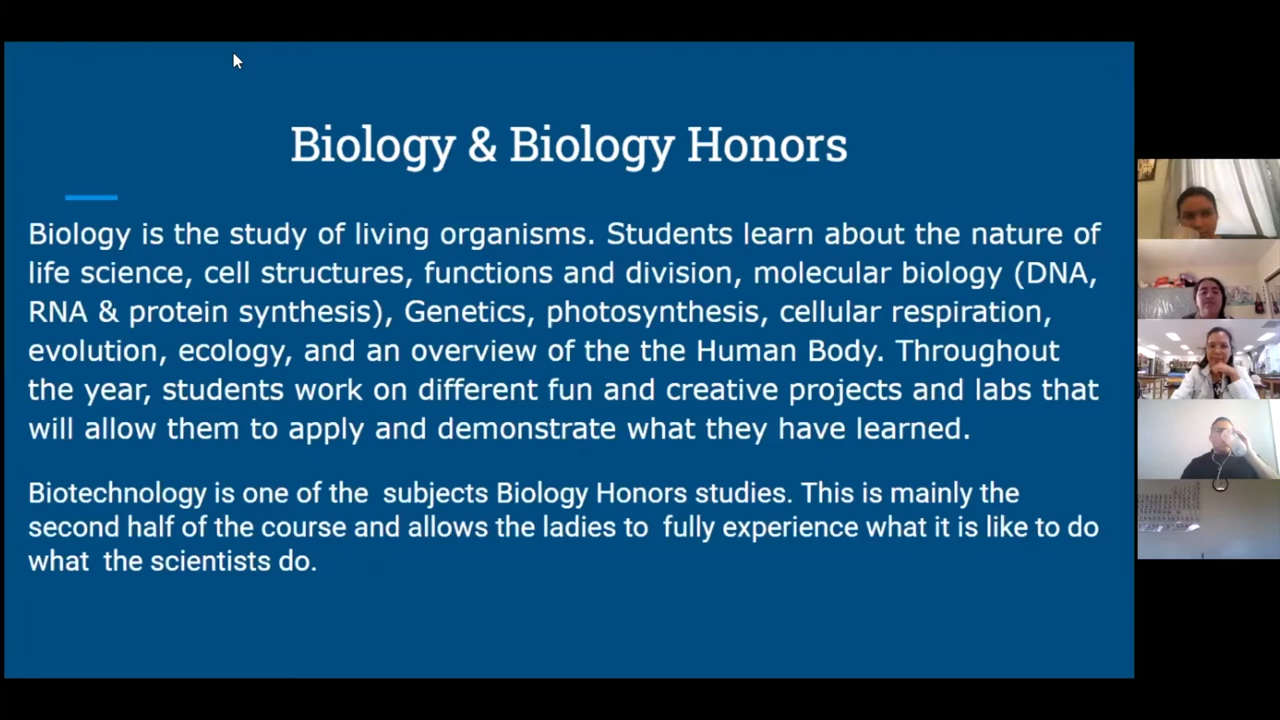 Biology & Biology Honors
Biology is the study of living organisms. Students learn about the nature of
life science, cell structures, functions and division, molecular biology (DNA,
RNA & protein synthesis), Genetics, photosynthesis, cellular respiration,
evolution, ecology, and an overview of the the Human Body. Throughout
the year, students work on different fun and creative projects and labs that
will allow them to apply and demonstrate what they have learned.
Biotechnology is one of the  subjects Biology Honors studies. This is mainly the
second half of the course and allows the ladies to  fully experience what it is like to do
what  the scientists do.